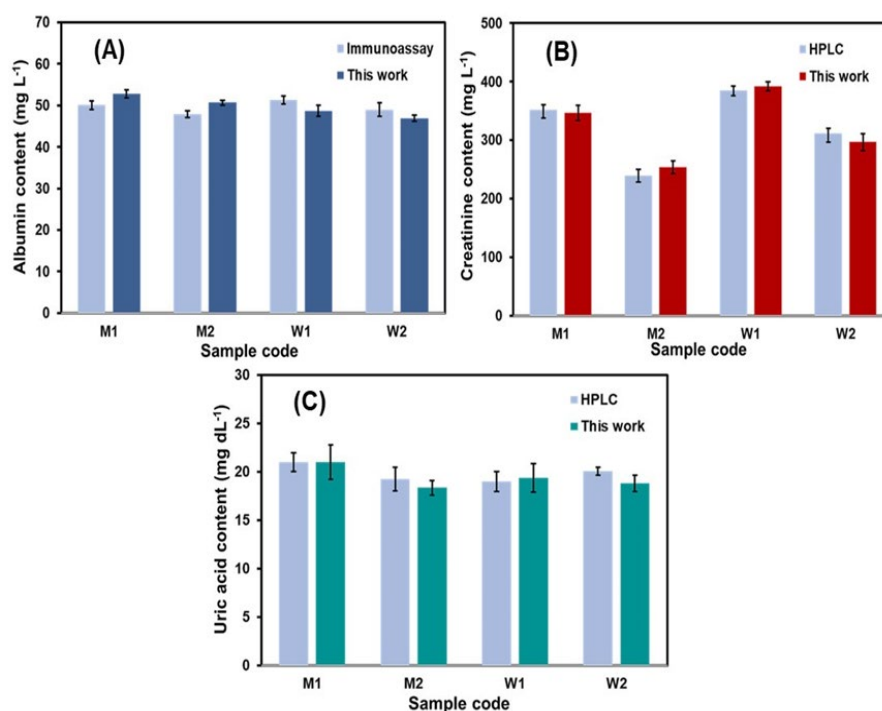 (A)
Immunoassay
This work
Albumin content (mg L⁻¹)
70
60
50
40
30
20
10
0
M1 M2 W1 W2
Sample code
(B)
HPLC
This work
Creatinine content (mg L⁻¹)
500
400
300
200
100
0
M1 M2 W1 W2
Sample code
(C)
HPLC
This work
Uric acid content (mg dL⁻¹)
30
25
20
15
10
5
0
M1 M2 W1 W2
Sample code